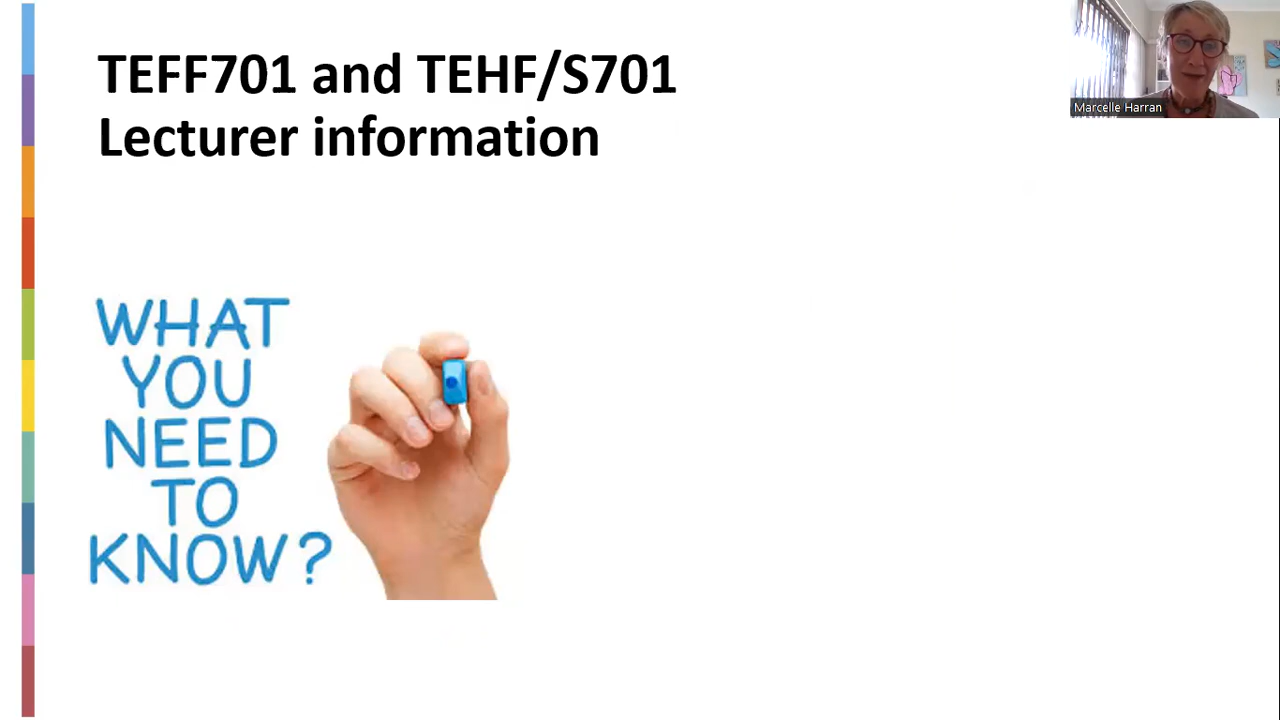 TEFF701 and TEHF/S701
Lecturer information
Marcelle Harran
WHAT
YOU
NEED
TO
KNOW?